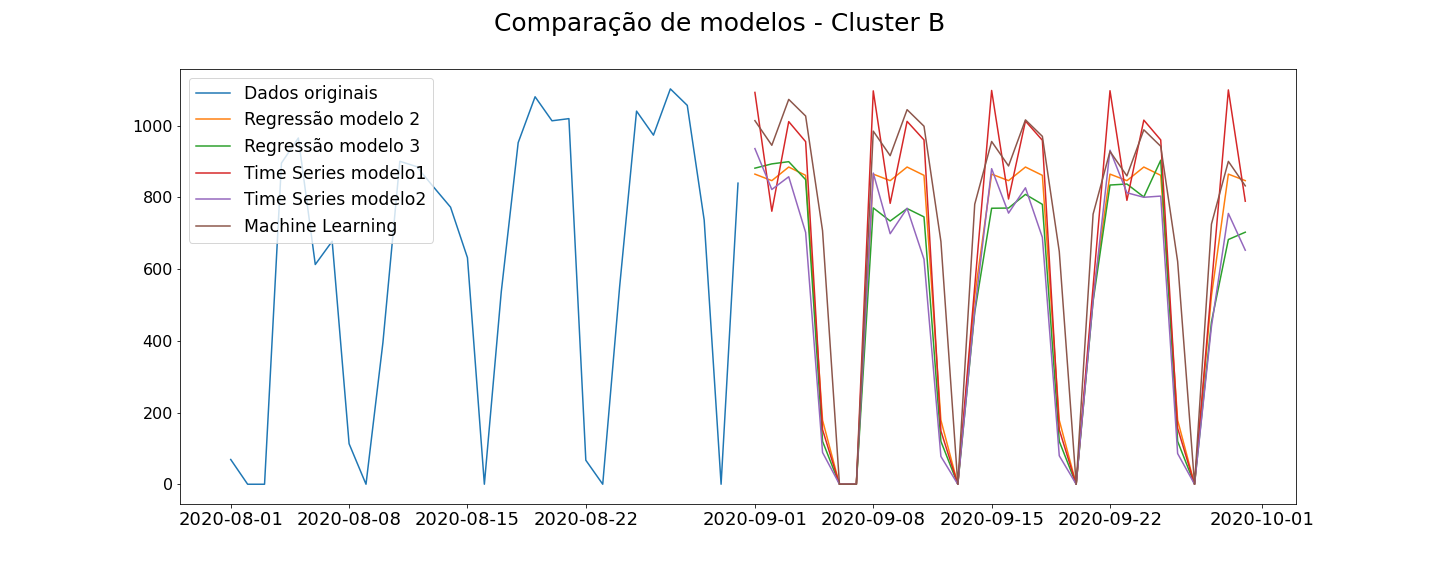 Comparação de modelos - Cluster B
Dados originais
Regressão modelo 2
Regressão modelo 3
Time Series modelo1
Time Series modelo2
Machine Learning
1000
800
600
400
200
0
2020-08-01 2020-08-08 2020-08-15 2020-08-22 2020-09-01 2020-09-08 2020-09-15 2020-09-22 2020-10-01